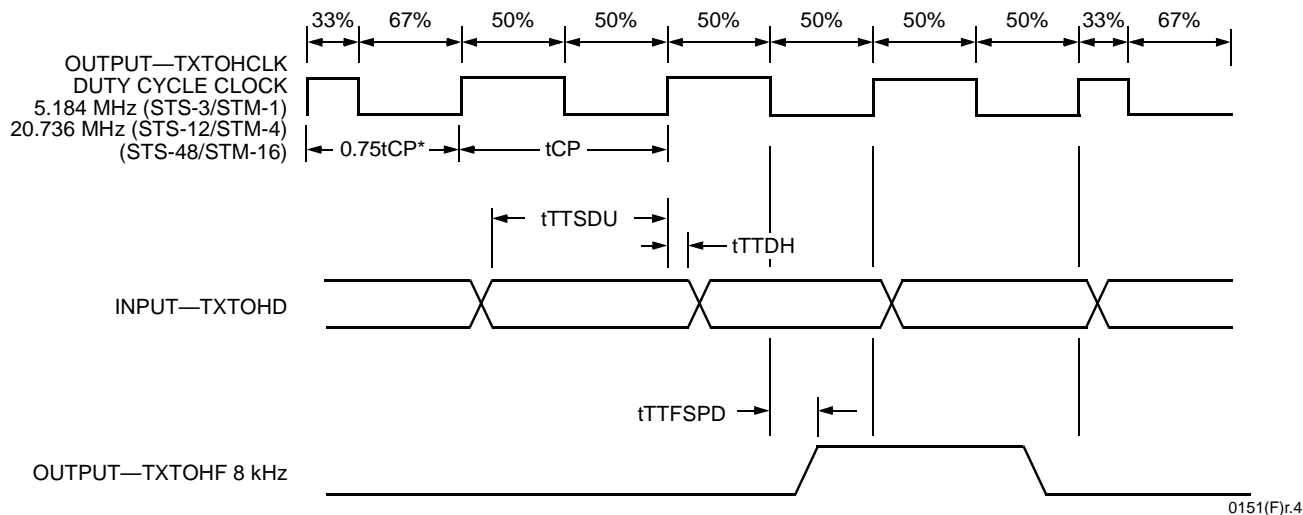 33% 67% 50% 50% 50% 50% 50% 50% 33% 67%
OUTPUT—TXTOHCLK
DUTY CYCLE CLOCK
5.184 MHz (STS-3/STM-1)
20.736 MHz (STS-12/STM-4)
(STS-48/STM-16)
0.75tCP* tCP
tTTSDU
tTTDH
INPUT—TXTOHD
tTTFSPD
OUTPUT—TXTOHF 8 kHz
0151(F)r.4